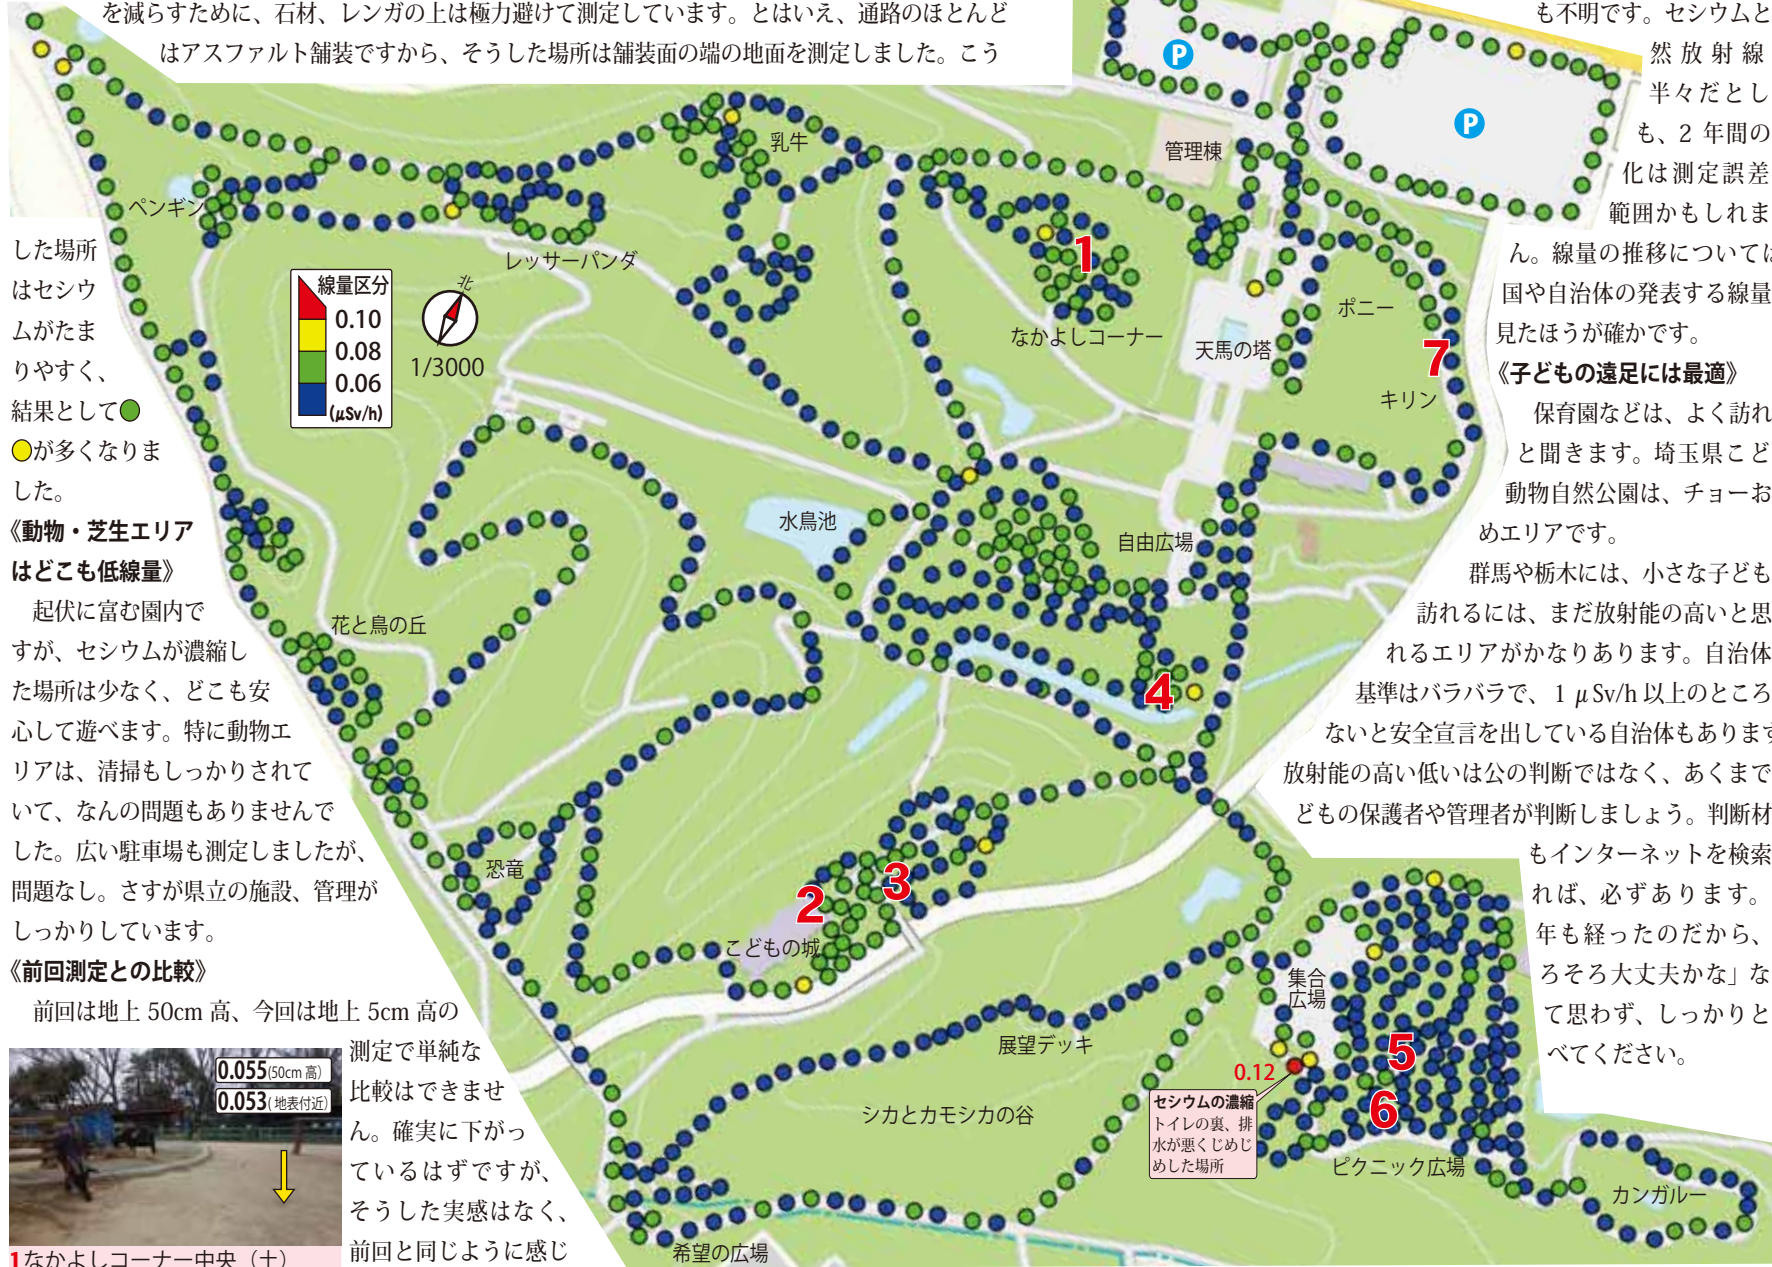 を減らすために、石材、レンガの上は極力避けて測定しています。とはいえ、通路のほとんど
はアスファルト舗装ですから、そうした場所は舗装面の端の地面を測定しました。こう
した場所
はセシウ
ムがたま
りやすく、
結果として
が多くなりま
した。
《動物・芝生エリア
はどこも低線量》
起伏に富む園内で
すが、セシウムが濃縮し
た場所は少なく、どこも安
心して遊べます。特に動物エ
リアは、清掃もしっかりされて
いて、なんの問題もありませんで
した。広い駐車場も測定しましたが、
問題なし。さすが県立の施設、管理が
しっかりしています。
《前回測定との比較》
前回は地上 50cm 高、今回は地上 5cm 高の
測定で単純な
比較はできませ
ん。確実に下がっ
ているはずですが、
そうした実感はなく、
前回と同じように感じ
0.055(50cm 高)
0.053(地表付近)
1なかよしコーナー中央（土）
も不明です。セシウムと
然放射線
半々だとし
も、2 年間の
化は測定誤差
範囲かもしれま
ん。線量の推移については
国や自治体の発表する線量
見たほうが確かです。
《子どもの遠足には最適》
保育園などは、よく訪れ
と聞きます。埼玉県こど
動物自然公園は、チョーお
めエリアです。
群馬や栃木には、小さな子ども
訪れるには、まだ放射能の高いと思
れるエリアがかなりあります。自治体
基準はバラバラで、1 μSv/h 以上のところ
ないと安全宣言を出している自治体もあります
放射能の高い低いは公の判断ではなく、あくまで
どもの保護者や管理者が判断しましょう。判断材
もインターネットを検索
れば、必ずあります。
年も経ったのだから、
ろそろ大丈夫かな」な
て思わず、しっかりと
べてください。
線量区分
0.10
0.08
0.06
(μSv/h)
北
1/3000
P
P
管理棟
乳牛
ペンギン
レッサーパンダ
1
なかよしコーナー
天馬の塔
ポニー
7
キリン
水鳥池
自由広場
花と鳥の丘
4
恐竜
2
3
こどもの城
集合
広場
展望デッキ
5
6
0.12
セシウムの濃縮
トイレの裏、排
水が悪くじめじ
めした場所
シカとカモシカの谷
ピクニック広場
カンガルー
希望の広場